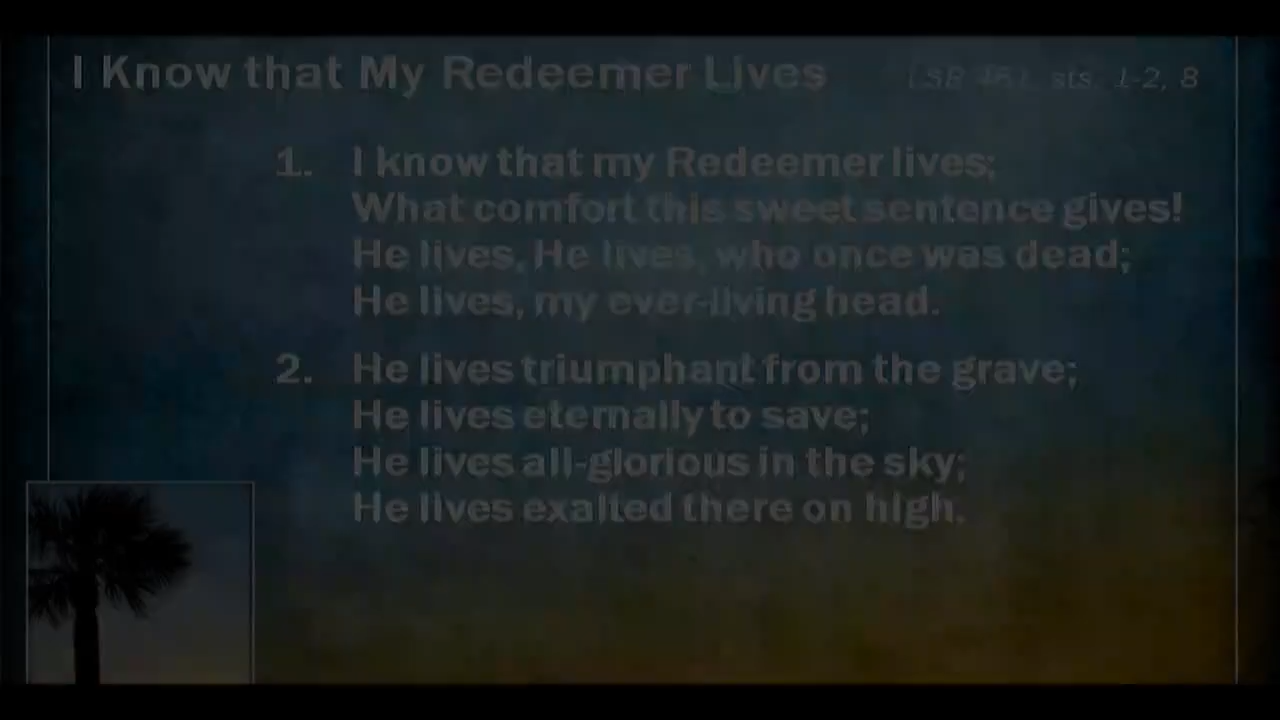 I Know that My Redeemer Lives LSB 461, sts. 1-2, 8
1. I know that my Redeemer lives;
What comfort this sweet sentence gives!
He lives, He lives, who once was dead;
He lives, my ever-living head.
2. He lives triumphant from the grave;
He lives eternally to save;
He lives all-glorious in the sky;
He lives exalted there on high.